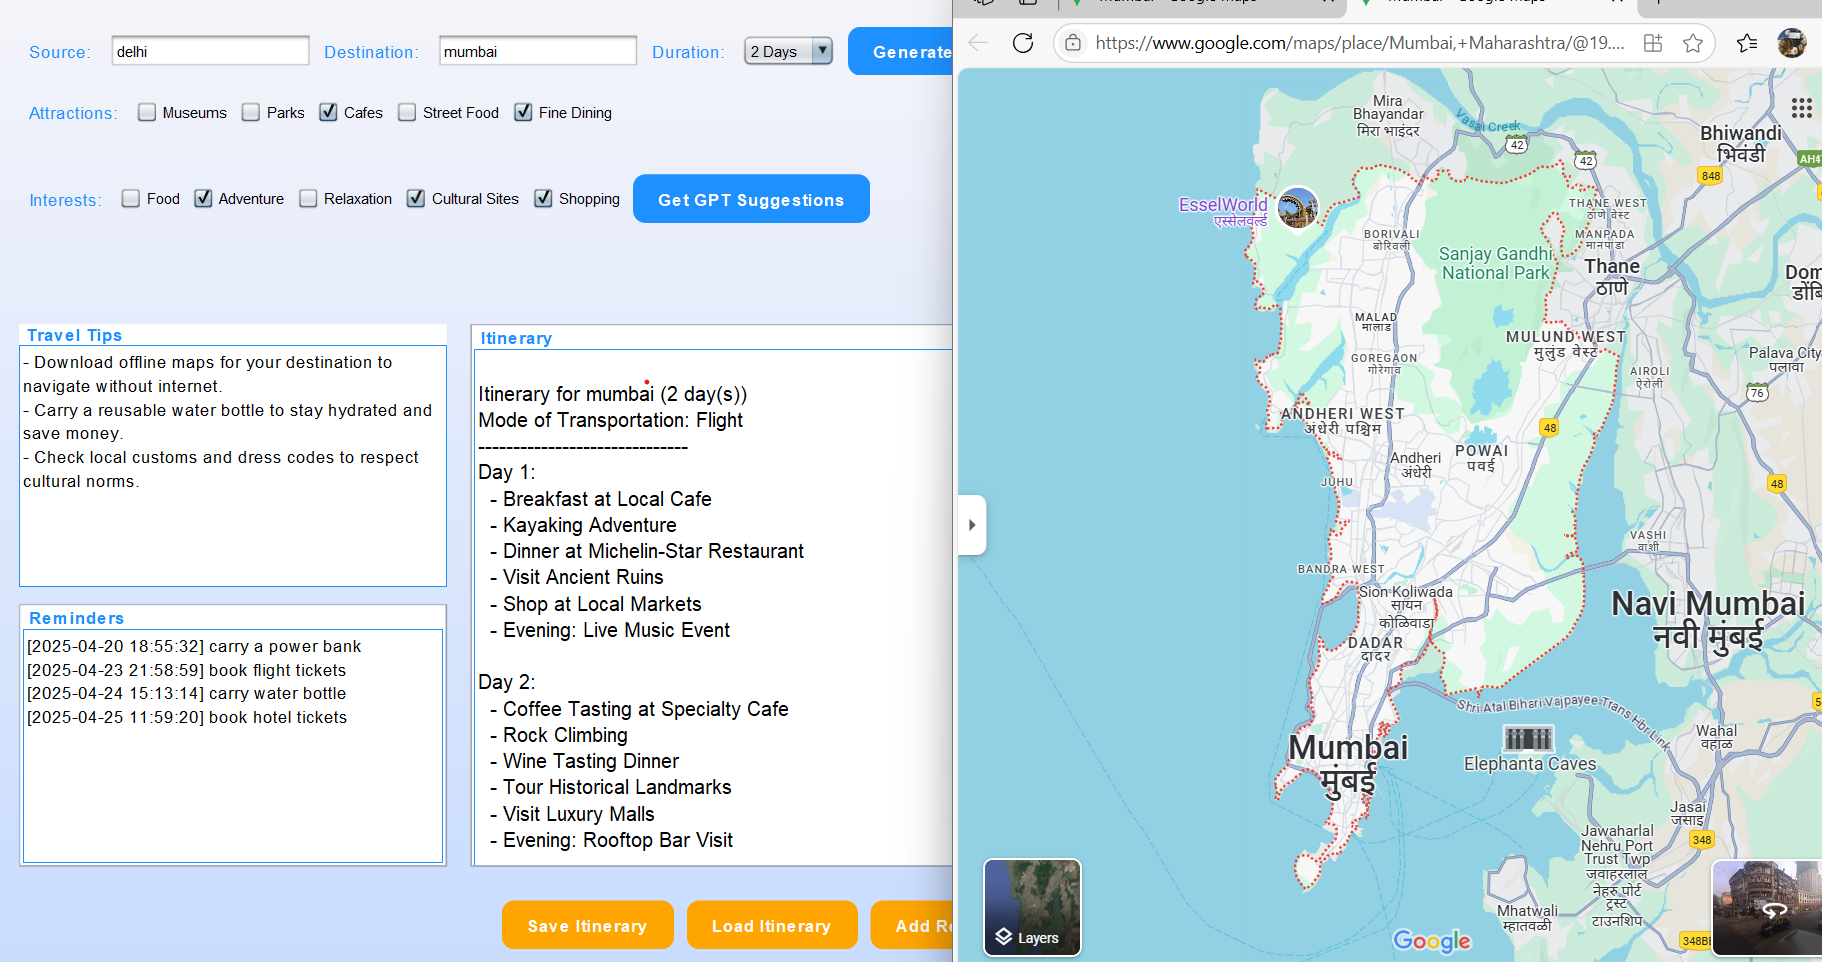 Source:
delhi
Destination:
mumbai
Duration:
2 Days
Generate
Attractions:
Museums
Parks
Cafes
Street Food
Fine Dining
Interests:
Food
Adventure
Relaxation
Cultural Sites
Shopping
Get GPT Suggestions
Travel Tips
- Download offline maps for your destination to
navigate without internet.
- Carry a reusable water bottle to stay hydrated and
save money.
- Check local customs and dress codes to respect
cultural norms.
Reminders
[2025-04-20 18:55:32] carry a power bank
[2025-04-23 21:58:59] book flight tickets
[2025-04-24 15:13:14] carry water bottle
[2025-04-25 11:59:20] book hotel tickets
Itinerary
Itinerary for mumbai (2 day(s))
Mode of Transportation: Flight
------------------------------
Day 1:
- Breakfast at Local Cafe
- Kayaking Adventure
- Dinner at Michelin-Star Restaurant
- Visit Ancient Ruins
- Shop at Local Markets
- Evening: Live Music Event
Day 2:
- Coffee Tasting at Specialty Cafe
- Rock Climbing
- Wine Tasting Dinner
- Tour Historical Landmarks
- Visit Luxury Malls
- Evening: Rooftop Bar Visit
Save Itinerary
Load Itinerary
Add
https://www.google.com/maps/place/Mumbai,+Maharashtra/@19....
Mira
Bhayandar
मिरा भाइंदर
Vasai Creek
42
42
Bhiwandi
भिवंडी
848
EsselWorld
एस्सेलवर्ल्ड
THANE WEST
ठाणे वेस्ट
BORIVALI
बोरिवली
MANPADA
मानपाडा
Sanjay Gandhi
National Park
Thane
ठाणे
MALAD
मालाड
MULUND WEST
मुलुंड वेस्ट
GOREGAON
गोरेगाव
Palava City
पलावा
AIROLI
ऐरोली
76
ANDHERI WEST
अंधेरी पश्चिम
48
Andheri
अंधेरी
POWAI
पवई
JUHU
48
VASHI
वाशी
BANDRA WEST
Sion Koliwada
सायन
कोळिवाडा
Navi Mumbai
नवी मुंबई
DADAR
दादर
Shri Atal Bihari Vajpayee Trans Hbr Link
Mumbai
मुंबई
Wahal
वहाळ
Elephanta Caves
Jasai
जसाई
Jawaharlal
Nehru Port
Trust Twp
जवाहरलाल
नेहरु पोर्ट
ट्रस्ट
टाउनशिप
348
Mhatwali
म्हातवळी
Layers
Google